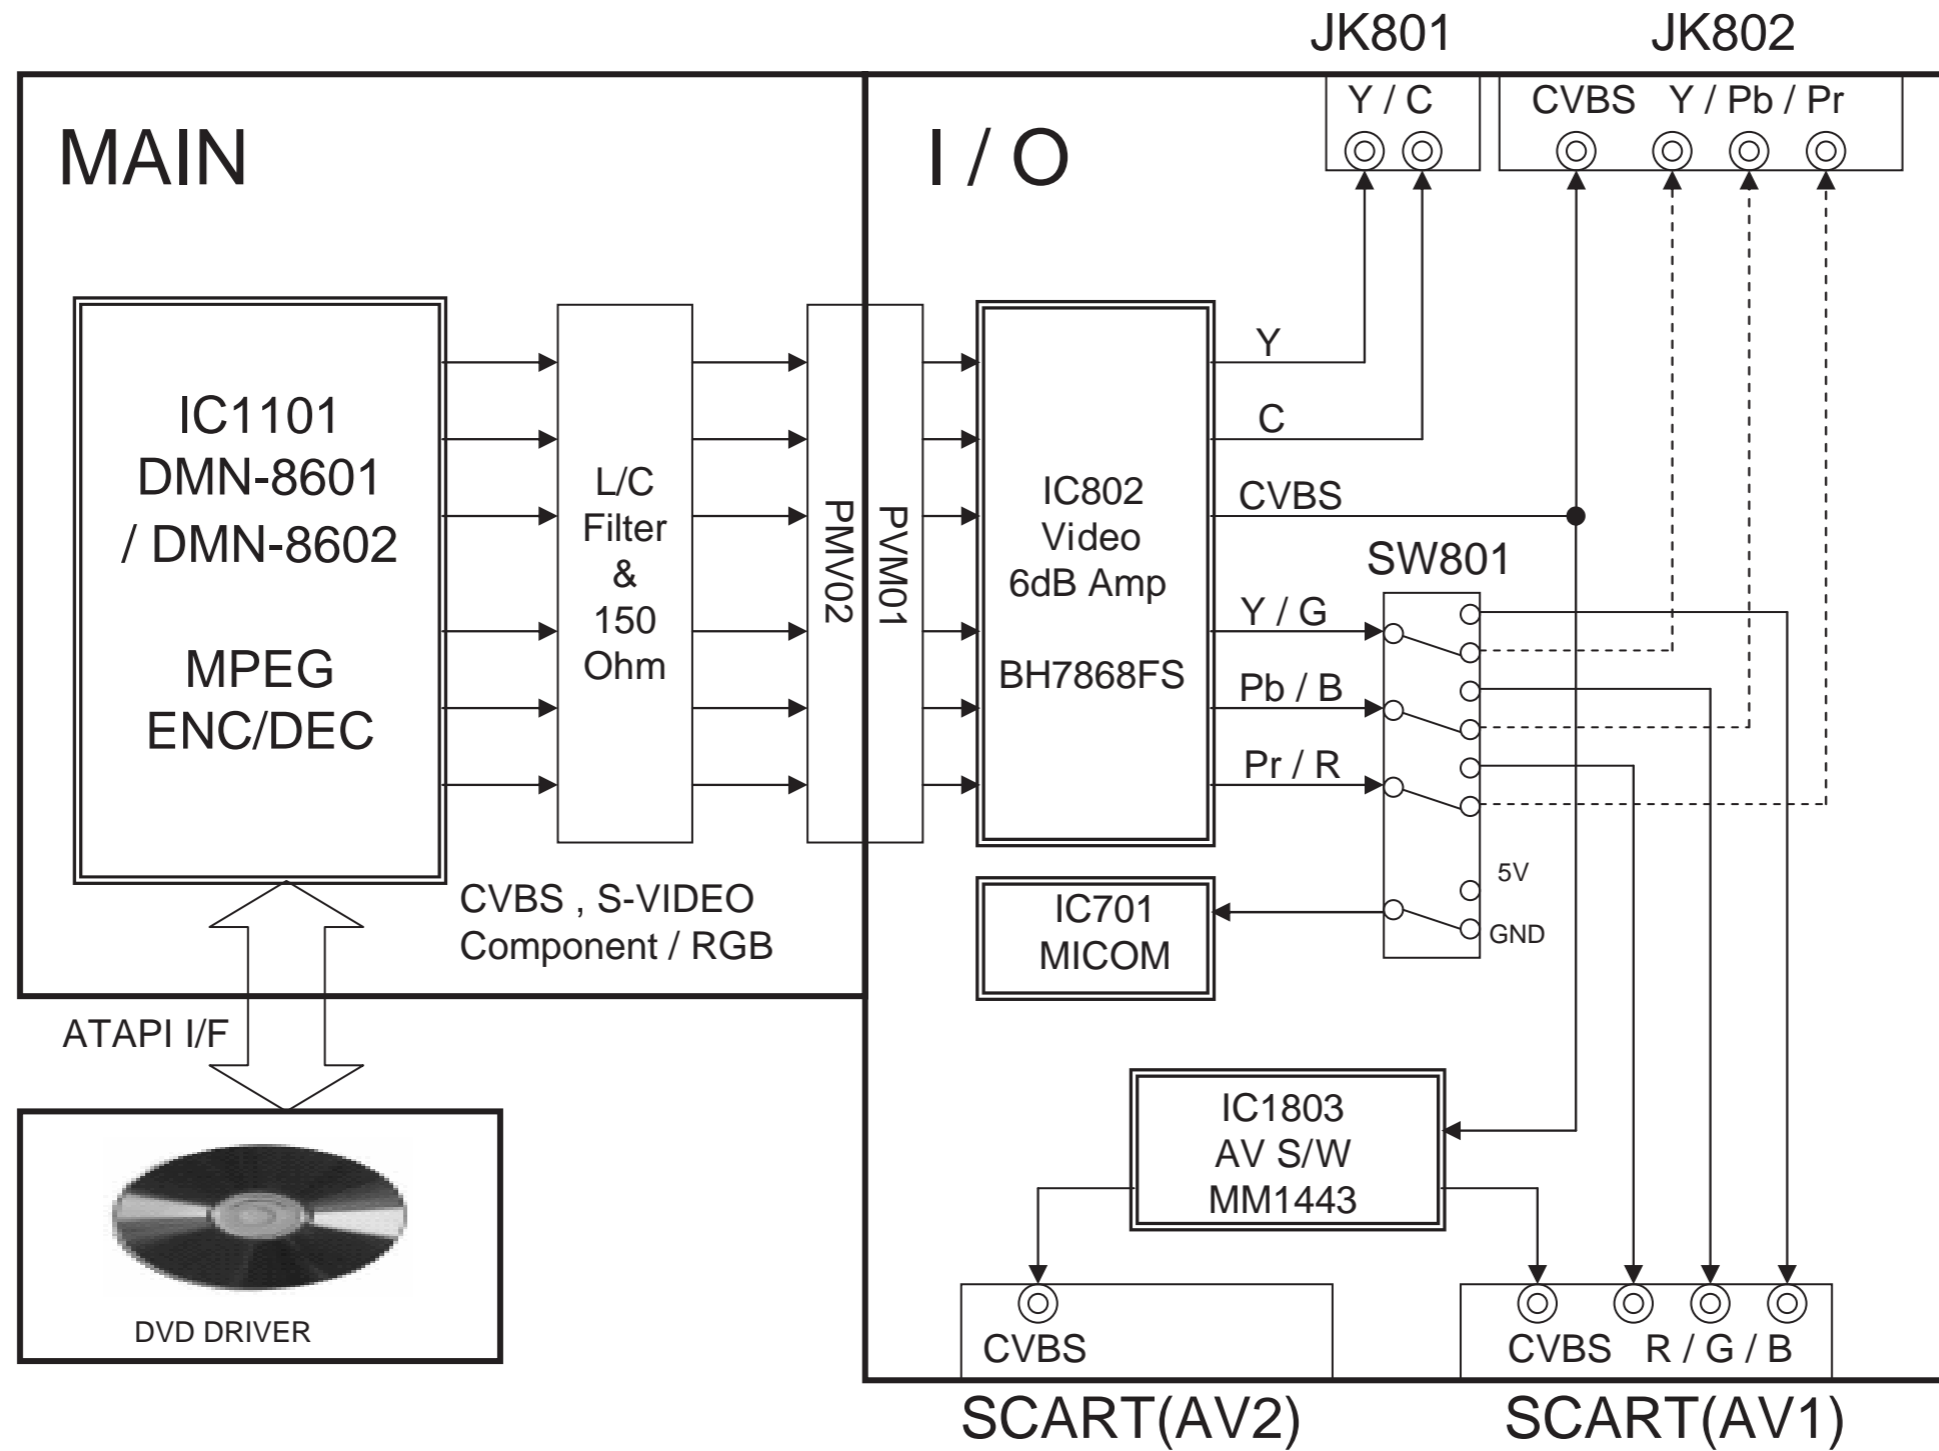 JK801
JK802
MAIN
I / O
Y / C
CVBS Y / Pb / Pr
IC1101
DMN-8601
/ DMN-8602
MPEG
ENC/DEC
L/C
Filter
&
150
Ohm
PMV02
PVM01
IC802
Video
6dB Amp
BH7868FS
Y
C
CVBS
Y / G
Pb / B
Pr / R
SW801
5V
GND
IC701
MICOM
CVBS , S-VIDEO
Component / RGB
ATAPI I/F
DVD DRIVER
IC1803
AV S/W
MM1443
CVBS
CVBS R / G / B
SCART(AV2)
SCART(AV1)